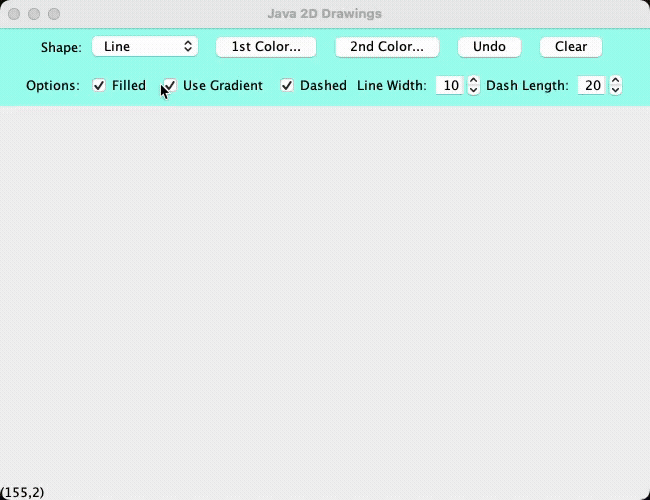 Java 2D Drawings
Shape: Line 1st Color... 2nd Color... Undo Clear
Options: Filled Use Gradient Dashed Line Width: 10 Dash Length: 20
(155,2)